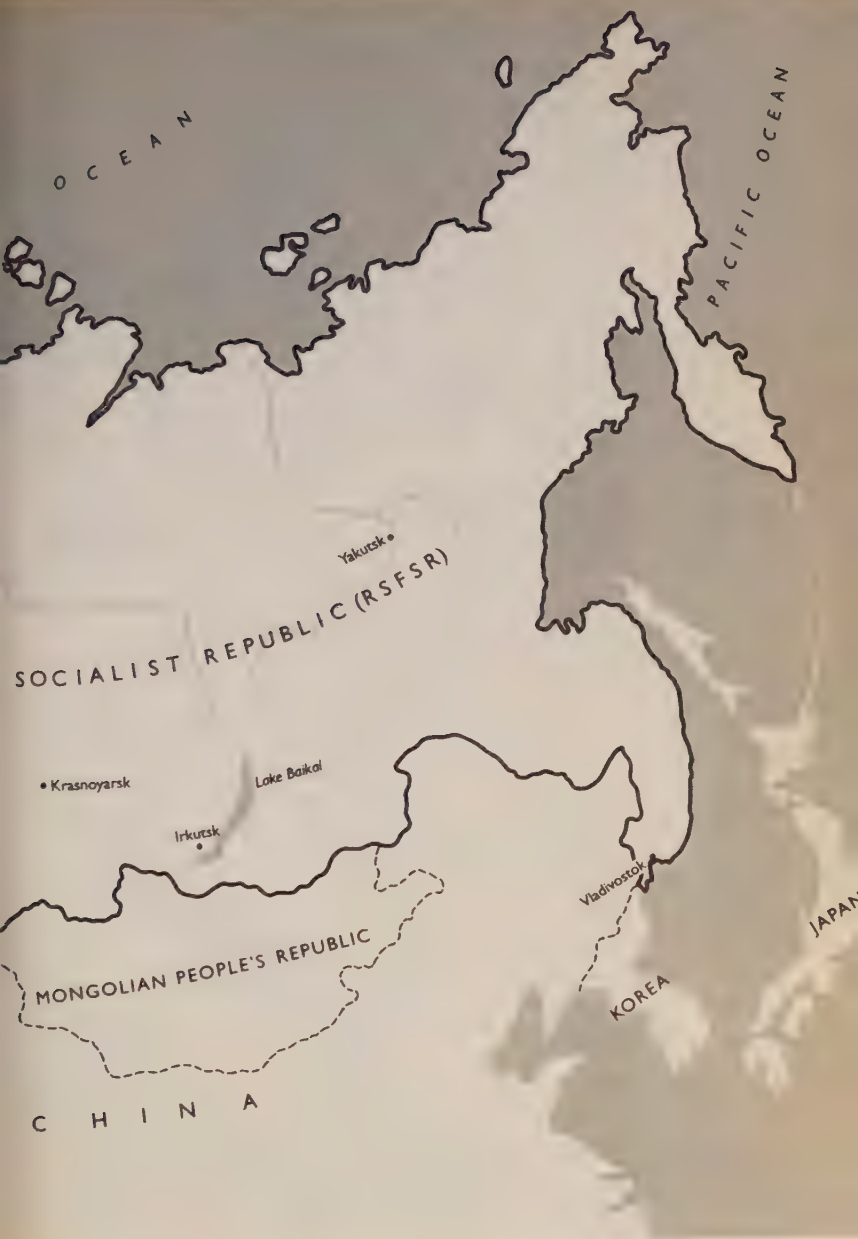 OCEAN
PACIFIC OCEAN
Yakutsk
SOCIALIST REPUBLIC (RSFSR)
Krasnoyarsk
Lake Baikal
Irkutsk
Vladivostok
JAPAN
MONGOLIAN PEOPLE'S REPUBLIC
KOREA
CHINA